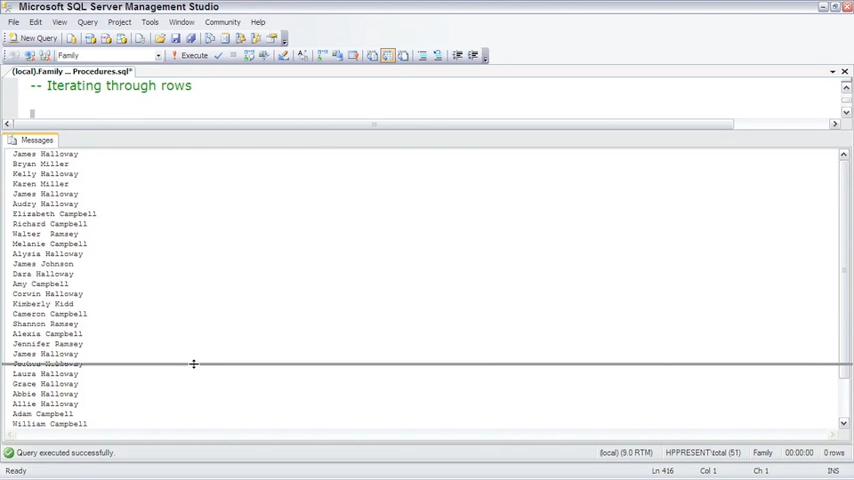 Microsoft SQL Server Management Studio
File Edit View Query Project Tools Window Community Help
New Query
Family Execute
(local).Family ... Procedures.sql*
-- Iterating through rows
Messages
James Halloway
Bryan Miller
Kelly Halloway
Karen Miller
James Halloway
Audry Halloway
Elizabeth Campbell
Richard Campbell
Walter  Ramsey
Melanie Campbell
Alysia Halloway
James Johnson
Dara Halloway
Amy Campbell
Corwin Halloway
Kimberly Kidd
Cameron Campbell
Shannon Ramsey
Alexia Campbell
Jennifer Ramsey
James Halloway
Halloway
Laura Halloway
Grace Halloway
Abbie Halloway
Allie Halloway
Adam Campbell
William Campbell
Query executed successfully. (local) (9.0 RTM) HPPRESENT\total (51) Family 00:00:00 0 rows
Ready Ln 416 Col 1 Ch 1 INS